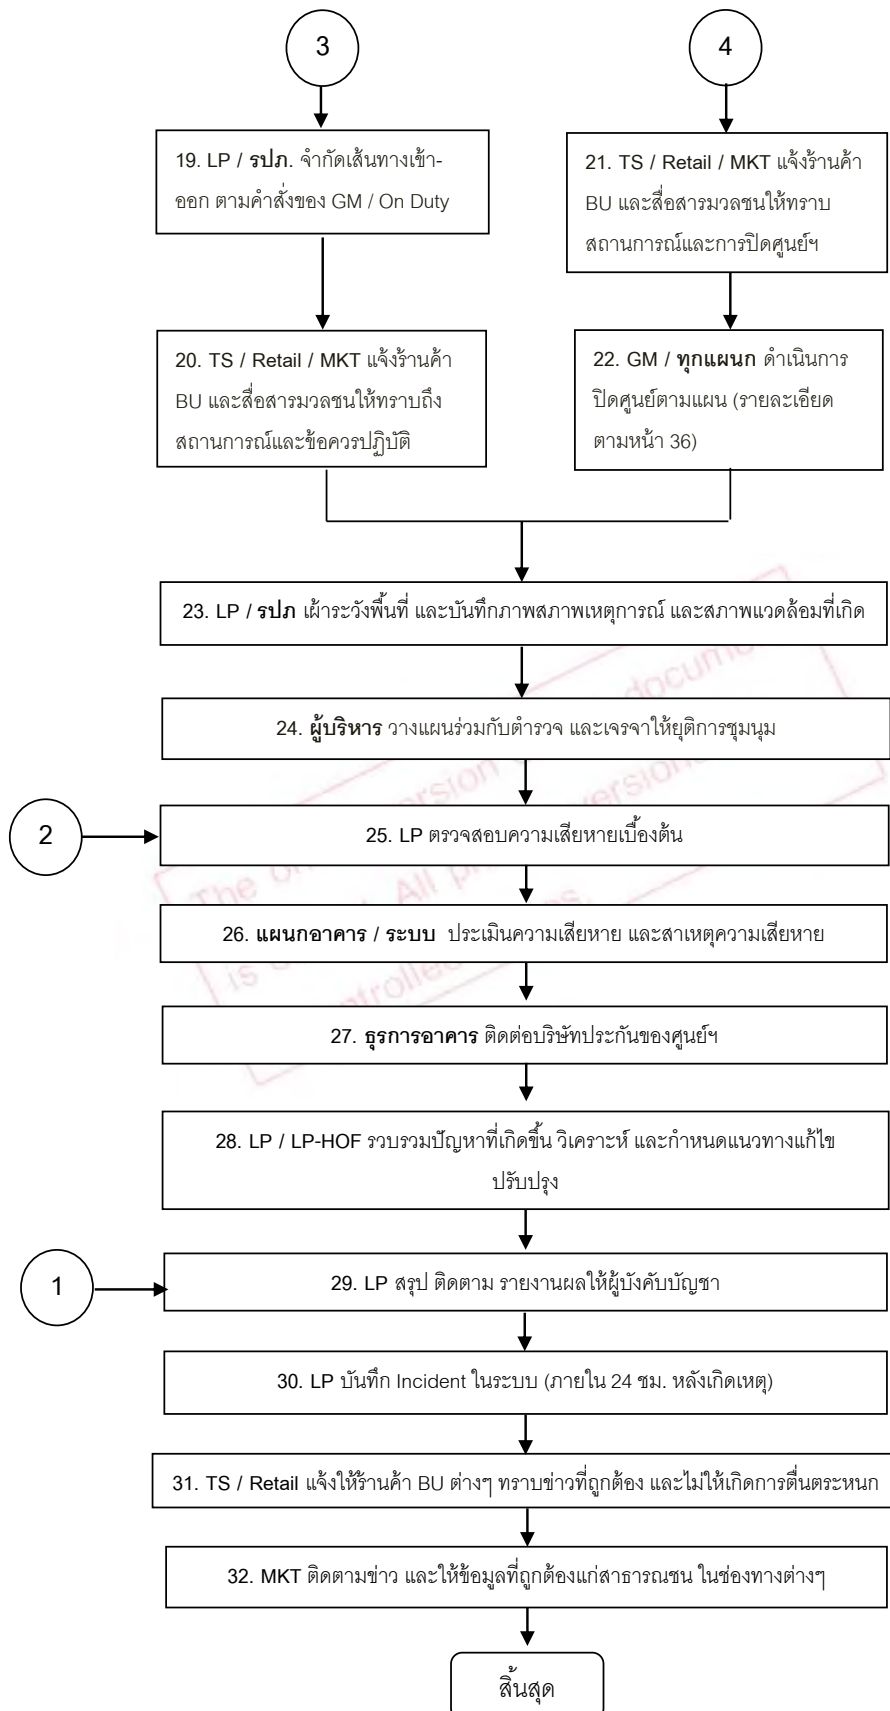 3
4
19. LP / รปภ. จำกัดเส้นทางเข้า-
ออก ตามคำสั่งของ GM / On Duty
21. TS / Retail / MKT แจ้งร้านค้า
BU และสื่อสารมวลชนให้ทราบ
สถานการณ์และการปิดศูนย์ฯ
20. TS / Retail / MKT แจ้งร้านค้า
BU และสื่อสารมวลชนให้ทราบถึง
สถานการณ์และข้อควรปฏิบัติ
22. GM / ทุกแผนก ดำเนินการ
ปิดศูนย์ตามแผน (รายละเอียด
ตามหน้า 36)
23. LP / รปภ เฝ้าระวังพื้นที่ และบันทึกภาพสภาพเหตุการณ์ และสภาพแวดล้อมที่เกิด
24. ผู้บริหาร วางแผนร่วมกับตำรวจ และเจรจาให้ยุติการชุมนุม
2
25. LP ตรวจสอบความเสียหายเบื้องต้น
26. แผนกอาคาร / ระบบ ประเมินความเสียหาย และสาเหตุความเสียหาย
27. ธุรการอาคาร ติดต่อบริษัทประกันของศูนย์ฯ
28. LP / LP-HOF รวบรวมปัญหาที่เกิดขึ้น วิเคราะห์ และกำหนดแนวทางแก้ไข
ปรับปรุง
1
29. LP สรุป ติดตาม รายงานผลให้ผู้บังคับบัญชา
30. LP บันทึก Incident ในระบบ (ภายใน 24 ชม. หลังเกิดเหตุ)
31. TS / Retail แจ้งให้ร้านค้า BU ต่างๆ ทราบข่าวที่ถูกต้อง และไม่ให้เกิดการตื่นตระหนก
32. MKT ติดตามข่าว และให้ข้อมูลที่ถูกต้องแก่สาธารณชน ในช่องทางต่างๆ
สิ้นสุด